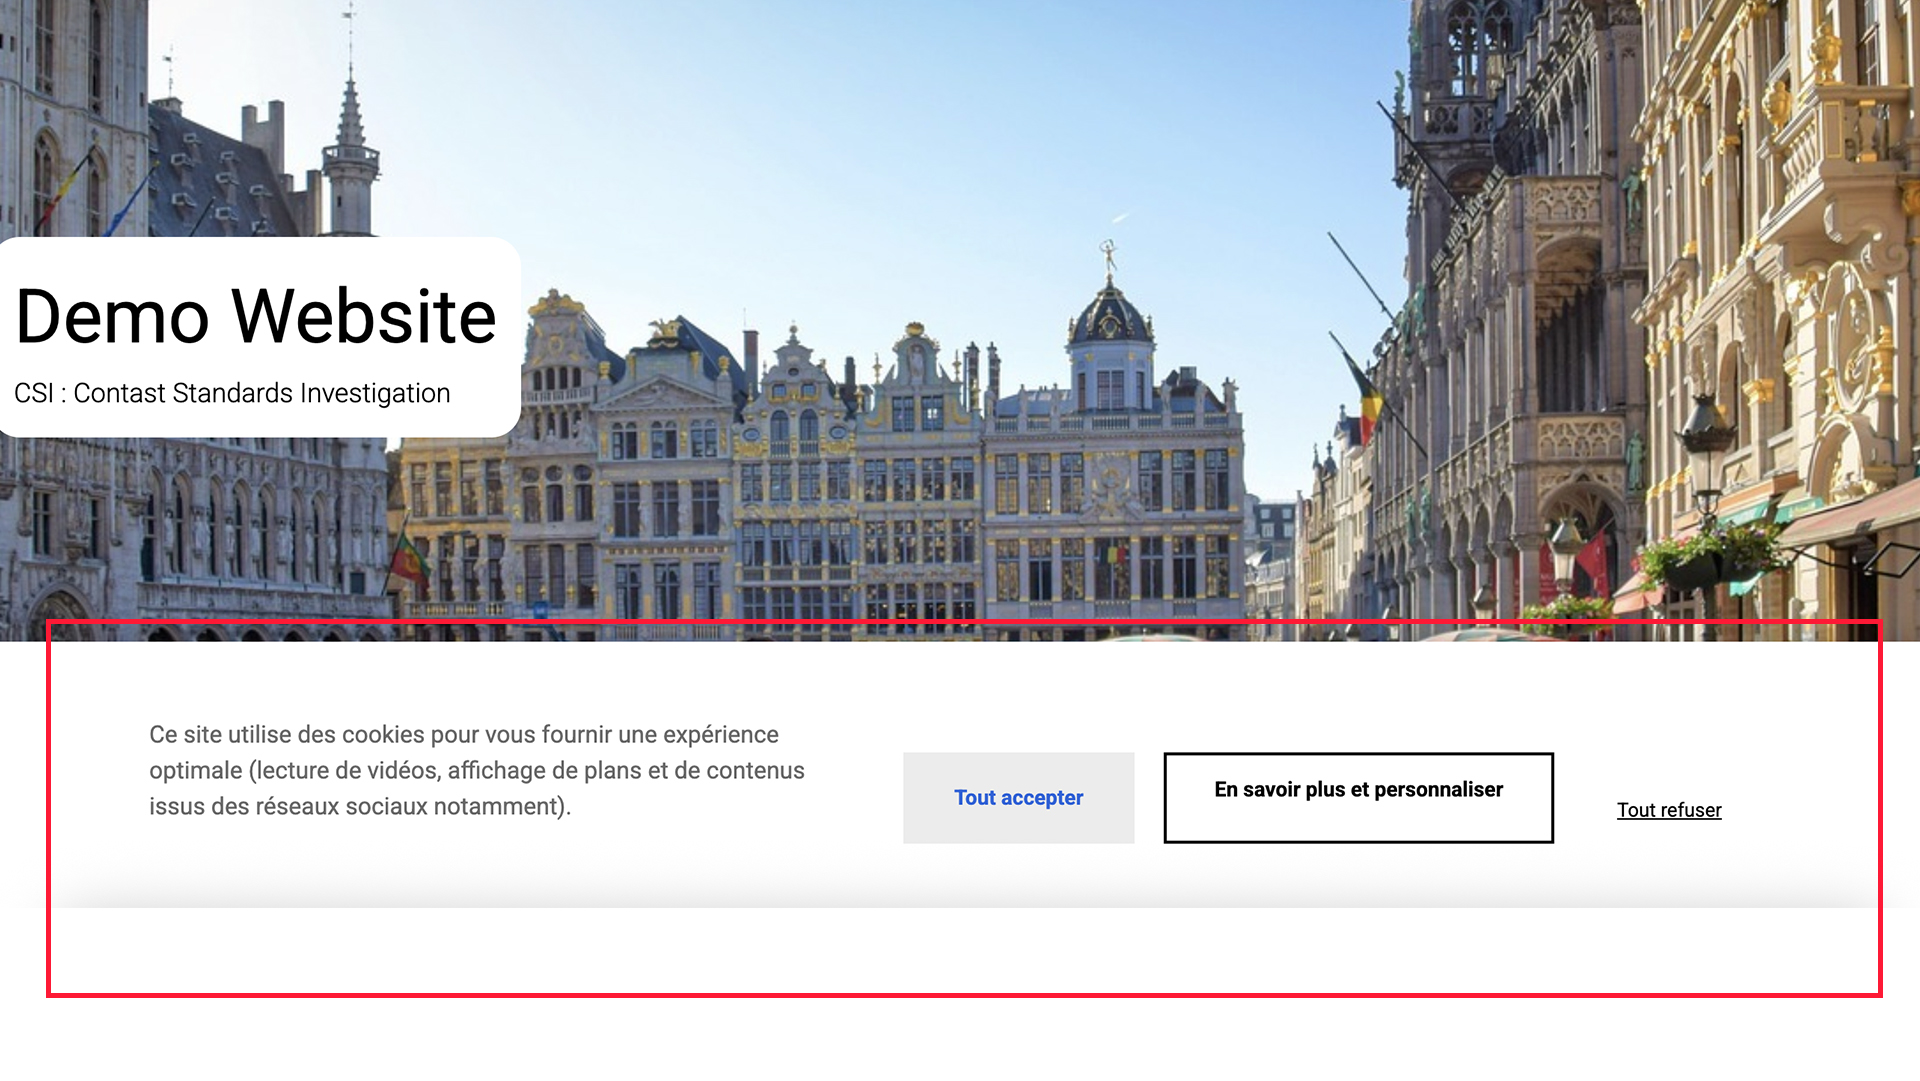 Demo Website
CSI : Contast Standards Investigation
Ce site utilise des cookies pour vous fournir une expérience
optimale (lecture de vidéos, affichage de plans et de contenus
issus des réseaux sociaux notamment).
Tout accepter
En savoir plus et personnaliser
Tout refuser